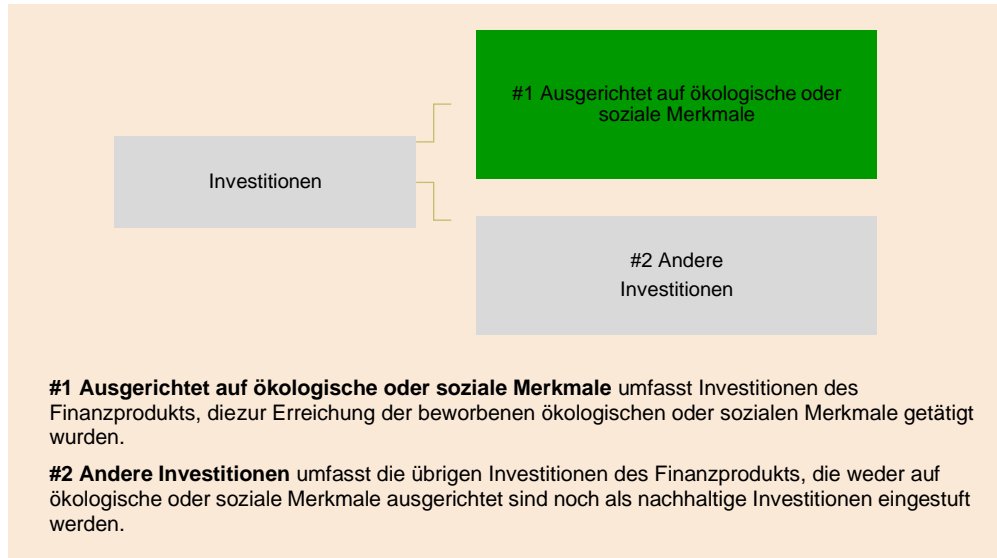 #1 Ausgerichtet auf ökologische oder
soziale Merkmale
Investitionen
#2 Andere
Investitionen
#1 Ausgerichtet auf ökologische oder soziale Merkmale umfasst Investitionen des
Finanzprodukts, diezur Erreichung der beworbenen ökologischen oder sozialen Merkmale getätigt
wurden.
#2 Andere Investitionen umfasst die übrigen Investitionen des Finanzprodukts, die weder auf
ökologische oder soziale Merkmale ausgerichtet sind noch als nachhaltige Investitionen eingestuft
werden.